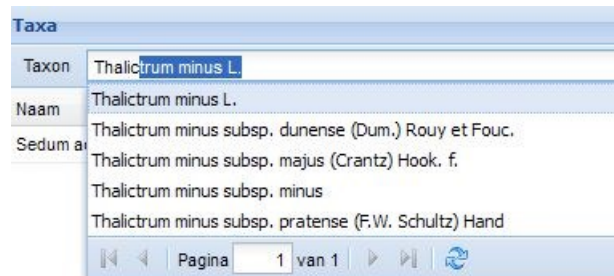 Taxa
Taxon Thalictrum minus L.
Naam
Thalictrum minus L.
Thalictrum minus subsp. dunense (Dum.) Rouy et Fouc.
Sedum
Thalictrum minus subsp. majus (Crantz) Hook. f.
Thalictrum minus subsp. minus
Thalictrum minus subsp. pratense (F.W. Schultz) Hand
Pagina 1 van 1